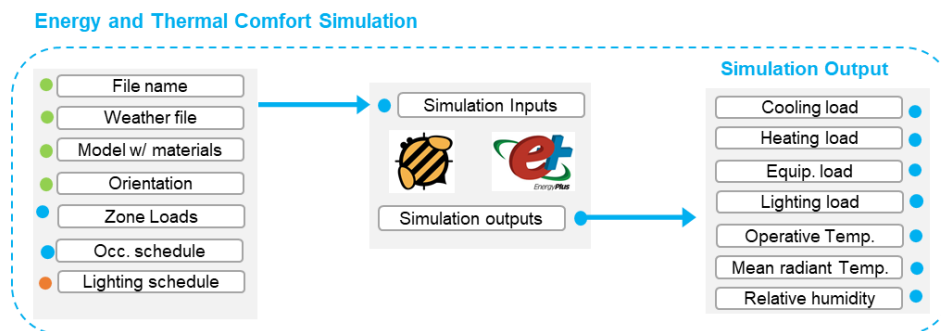 Energy and Thermal Comfort Simulation
File name
Weather file
Model w/ materials
Orientation
Zone Loads
Occ. schedule
Lighting schedule
Simulation Inputs
e+
EnergyPlus
Simulation outputs
Simulation Output
Cooling load
Heating load
Equip. load
Lighting load
Operative Temp.
Mean radiant Temp.
Relative humidity